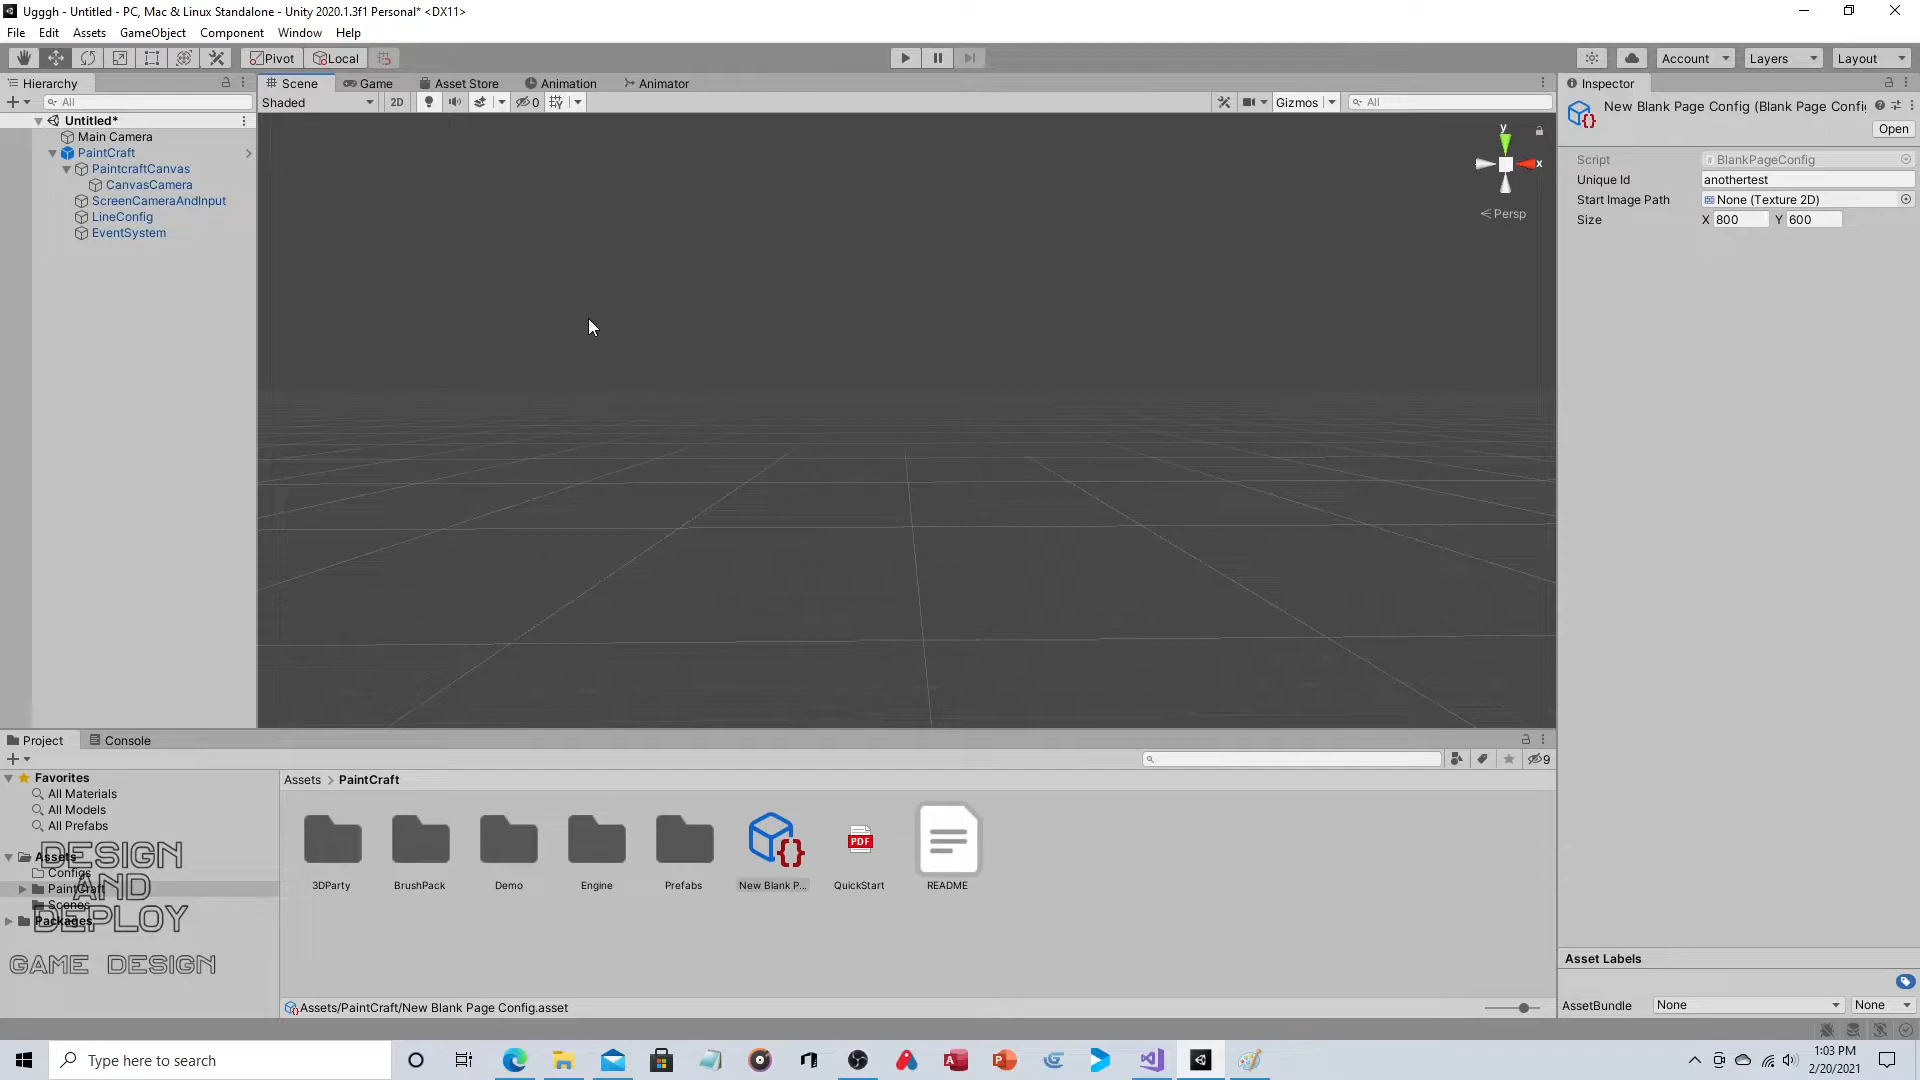 Ugggh - Untitled - PC, Mac & Linux Standalone - Unity 2020.1.3f1 Personal* <DX11>
File Edit Assets GameObject Component Window Help
Pivot Local Account Layers Layout
Hierarchy
All
Untitled*
Main Camera
PaintCraft
PaintcraftCanvas
CanvasCamera
ScreenCameraAndInput
LineConfig
EventSystem
Scene Game Asset Store Animation Animator
Shaded 2D 0 Gizmos All
y
x
Persp
Inspector
New Blank Page Config (Blank Page Confi
Open
Script BlankPageConfig
Unique Id anothertest
Start Image Path None (Texture 2D)
Size X 800 Y 600
Project Console
9
Favorites
All Materials
All Models
All Prefabs
Assets
Configs
PaintCraft
Scenes
Packages
DESIGN
AND
DEPLOY
GAME DESIGN
Assets > PaintCraft
3DParty BrushPack Demo Engine Prefabs New Blank P... QuickStart README
PDF
Assets/PaintCraft/New Blank Page Config.asset
Asset Labels
AssetBundle None None
Type here to search
1:03 PM
2/20/2021